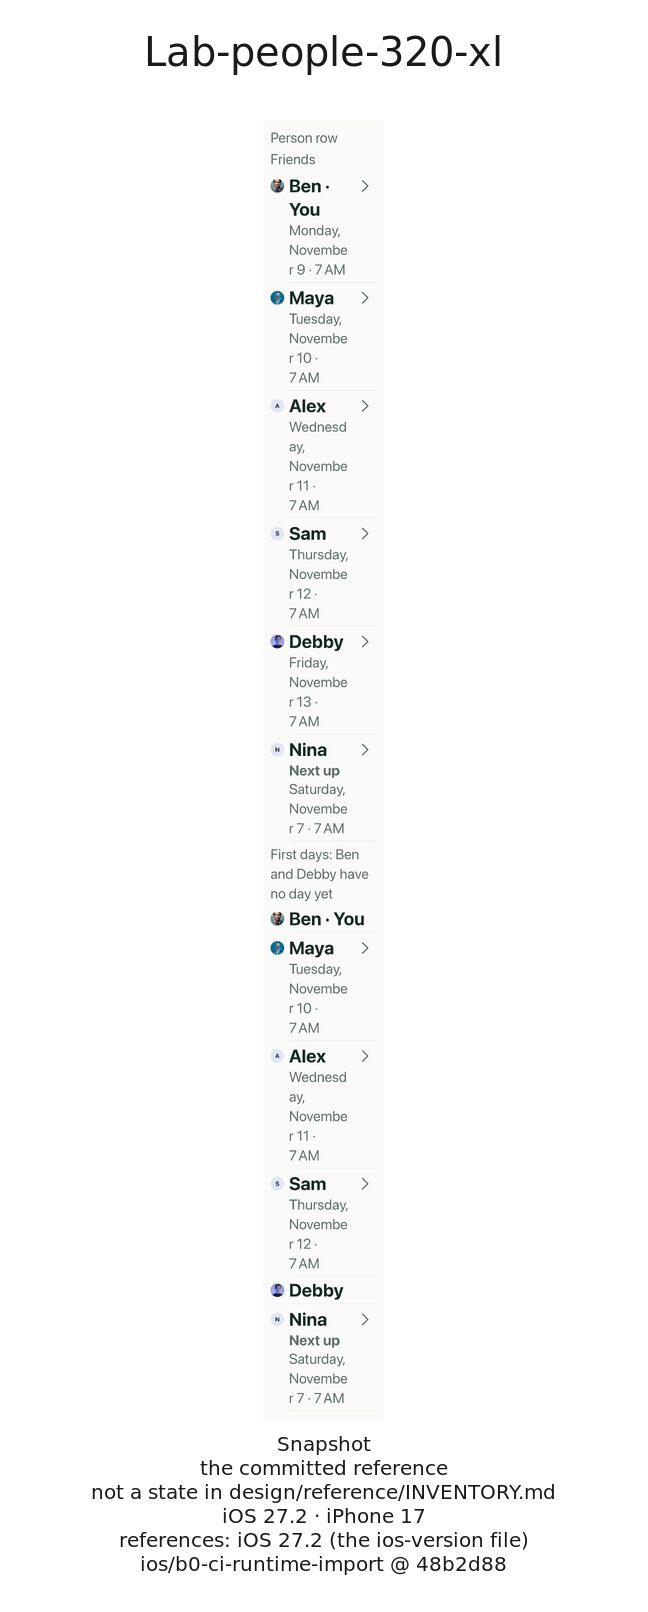 Lab-people-320-xl
Person row
Friends
Ben ·
You
Monday,
Novembe
r 9 · 7 AM
Maya
Tuesday,
Novembe
r 10 ·
7 AM
A Alex
Wednesd
ay,
Novembe
r 11 ·
7 AM
S Sam
Thursday,
Novembe
r 12 ·
7 AM
Debby
Friday,
Novembe
r 13 ·
7 AM
N Nina
Next up
Saturday,
Novembe
r 7 · 7 AM
First days: Ben
and Debby have
no day yet
Ben · You
Maya
Tuesday,
Novembe
r 10 ·
7 AM
A Alex
Wednesd
ay,
Novembe
r 11 ·
7 AM
S Sam
Thursday,
Novembe
r 12 ·
7 AM
Debby
N Nina
Next up
Saturday,
Novembe
r 7 · 7 AM
Snapshot
the committed reference
not a state in design/reference/INVENTORY.md
iOS 27.2 · iPhone 17
references: iOS 27.2 (the ios-version file)
ios/b0-ci-runtime-import @ 48b2d88